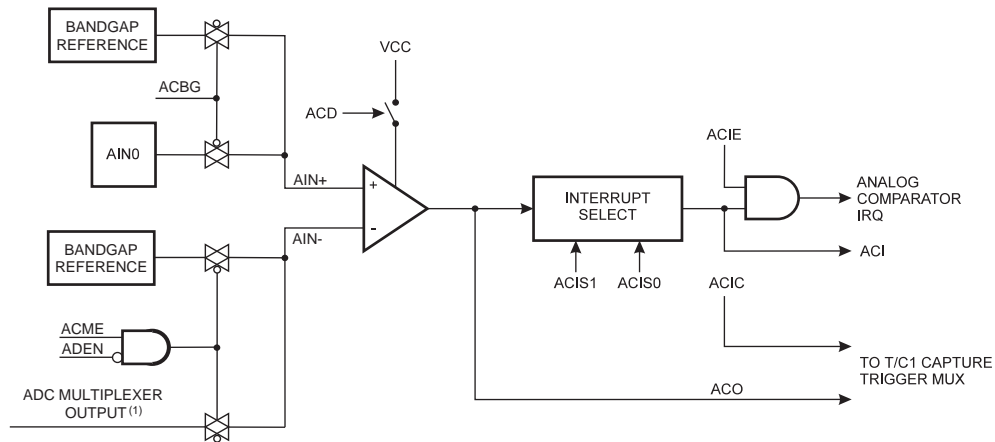 BANDGAP
REFERENCE
ACBG
AIN0
VCC
ACD
AIN+
+
-
AIN-
BANDGAP
REFERENCE
ACME
ADEN
ADC MULTIPLEXER
OUTPUT (1)
INTERRUPT
SELECT
ACIS1
ACIS0
ACIE
ANALOG
COMPARATOR
IRQ
ACI
ACIC
TO T/C1 CAPTURE
TRIGGER MUX
ACO